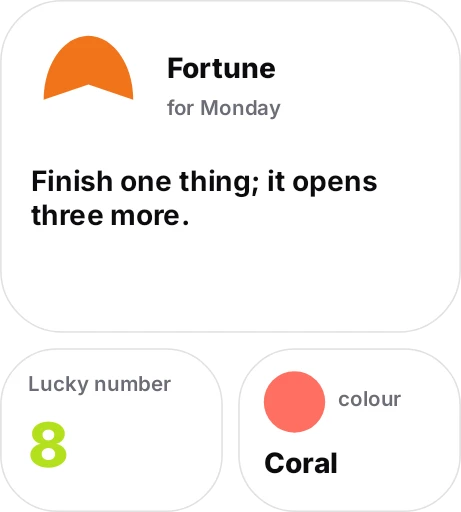 Fortune
for Monday
Finish one thing; it opens
three more.
Lucky number
8
colour
Coral